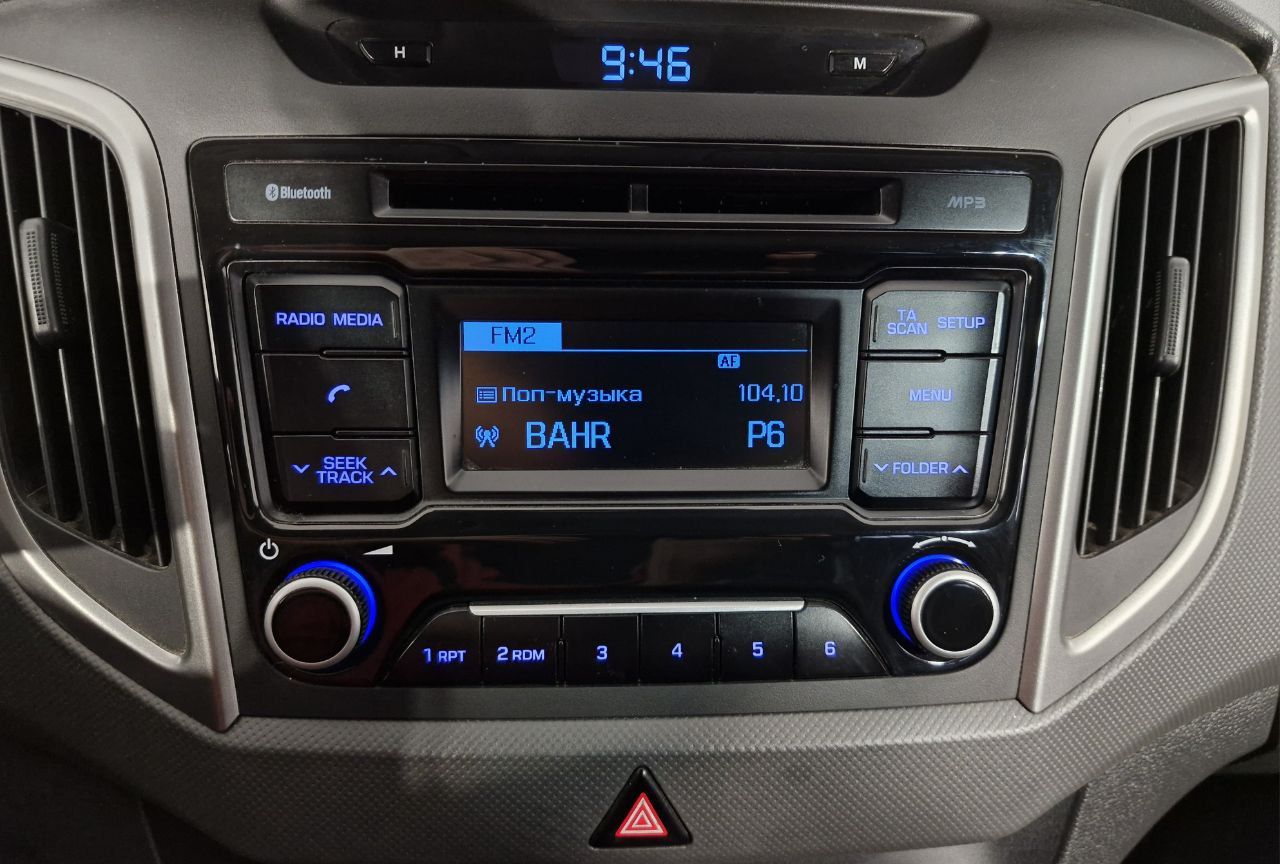 H 9:46 M
Bluetooth MP3
RADIO MEDIA
SEEK
TRACK
FM2
AF
Поп-музыка 104.10
BAHR P6
TA
SCAN SETUP
MENU
FOLDER
1 RPT 2 RDM 3 4 5 6